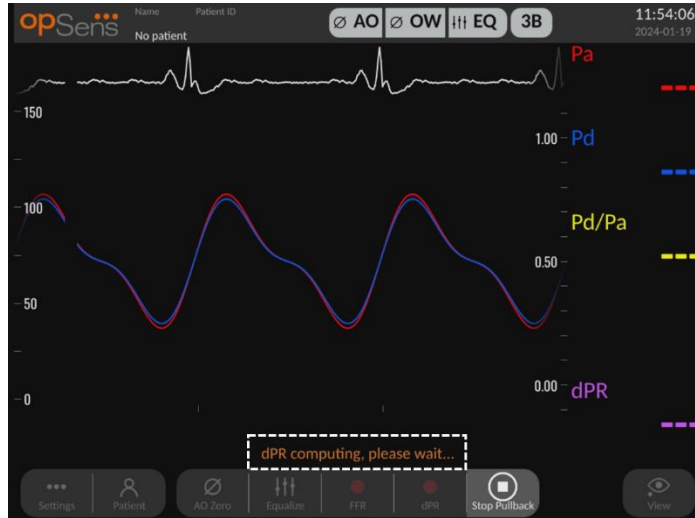 opSens
Name Patient ID
No patient
Ø AO Ø OW EQ 3B
11:54:06
2024-01-19
Pa
150
1.00
Pd
100
Pd/Pa
0.50
50
0.00
dPR
0
dPR computing, please wait...
Settings Patient AO Zero Equalize FFR dPR Stop Pullback View